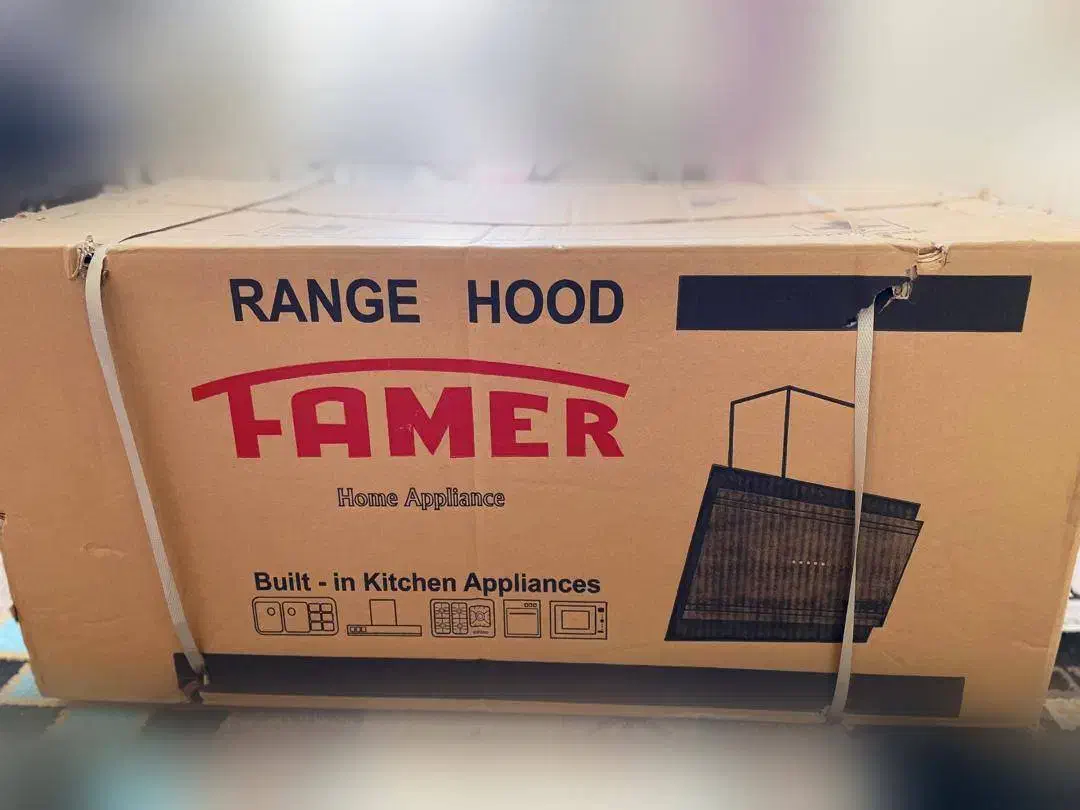 RANGE HOOD
FAMER
Home Appliance
Built - in Kitchen Appliances